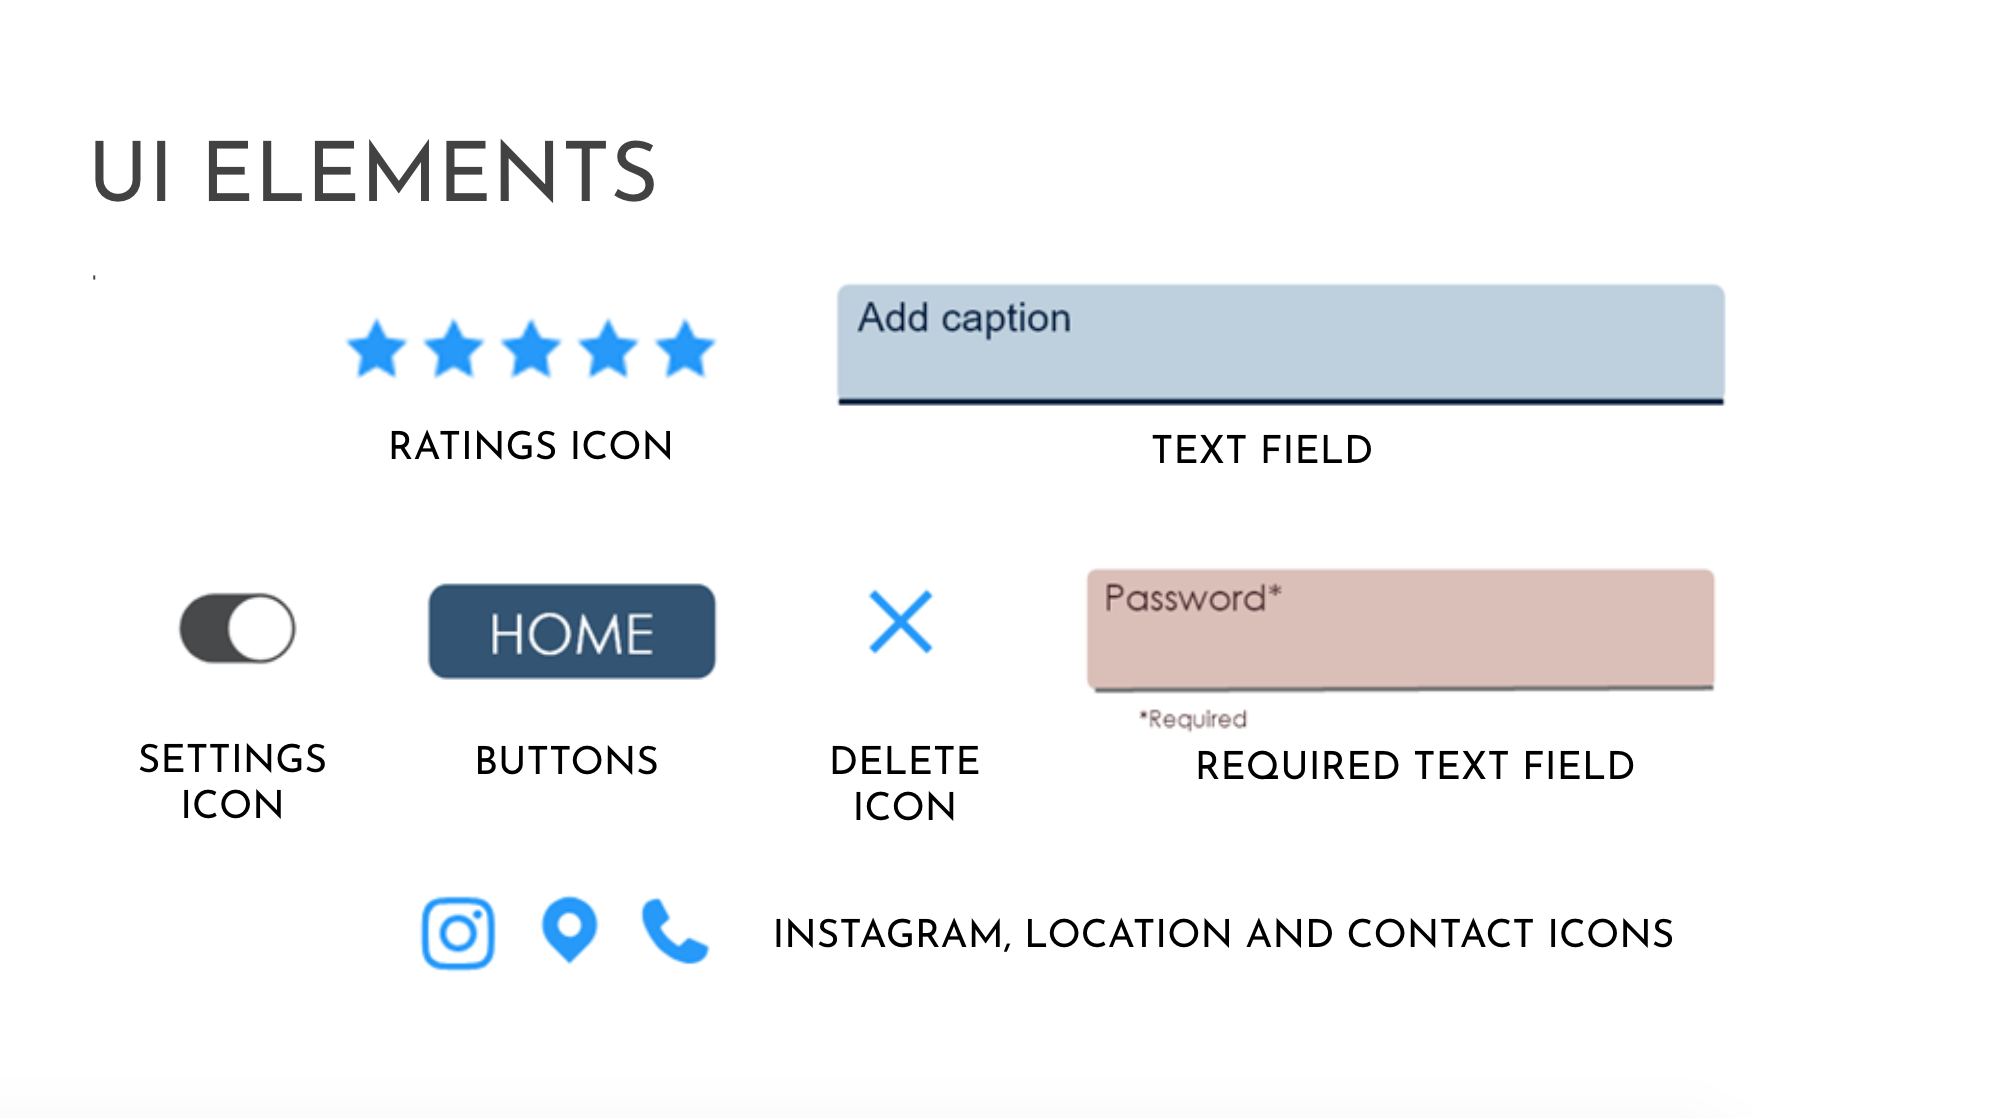 UI ELEMENTS
Add caption
RATINGS ICON
TEXT FIELD
HOME
Password*
*Required
SETTINGS
ICON
BUTTONS
DELETE
ICON
REQUIRED TEXT FIELD
INSTAGRAM, LOCATION AND CONTACT ICONS